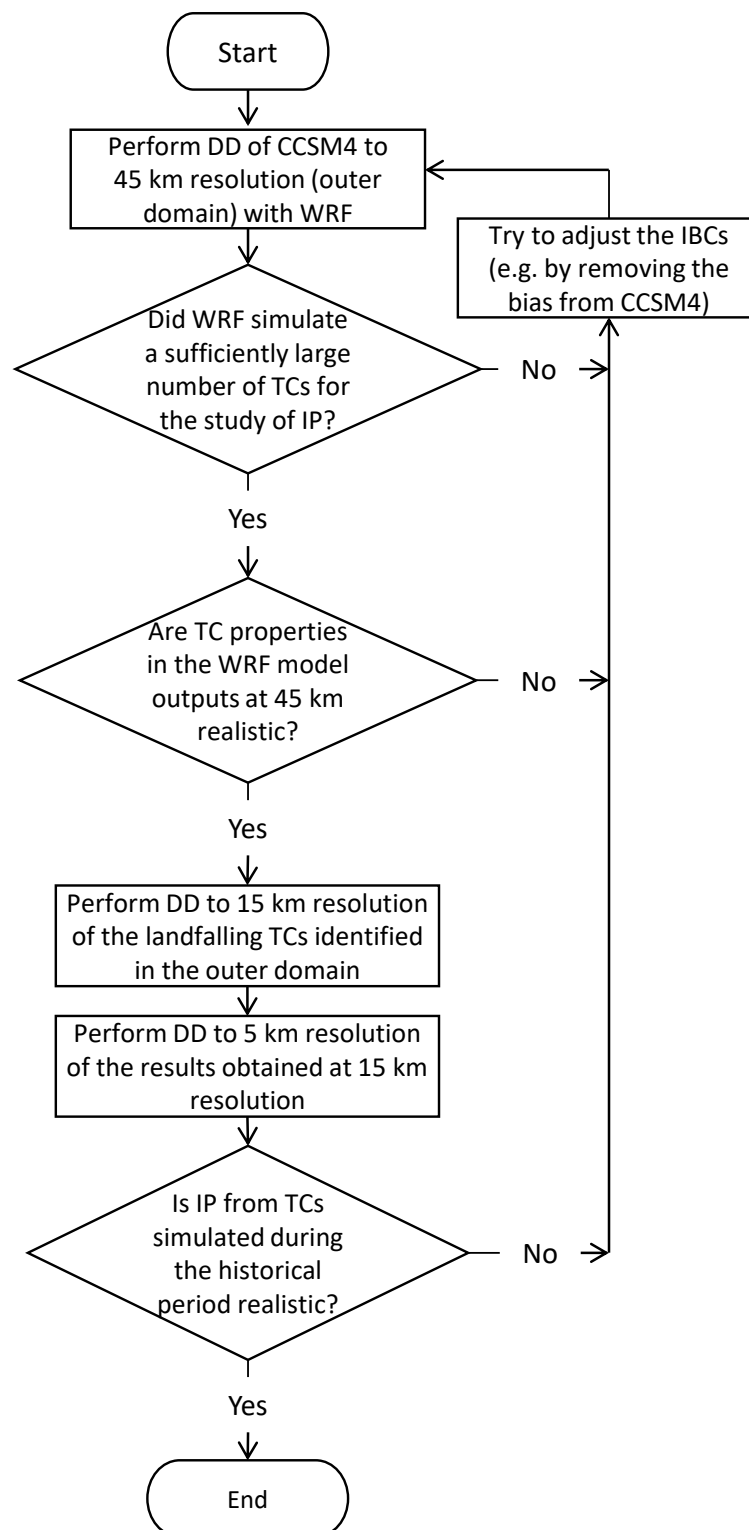 Start
Perform DD of CCSM4 to
45 km resolution (outer
domain) with WRF
Try to adjust the IBCs
(e.g. by removing the
bias from CCSM4)
Did WRF simulate
a sufficiently large
number of TCs for
the study of IP?
No
Yes
Are TC properties
in the WRF model
outputs at 45 km
realistic?
No
Yes
Perform DD to 15 km resolution
of the landfalling TCs identified
in the outer domain
Perform DD to 5 km resolution
of the results obtained at 15 km
resolution
Is IP from TCs
simulated during
the historical
period realistic?
No
Yes
End